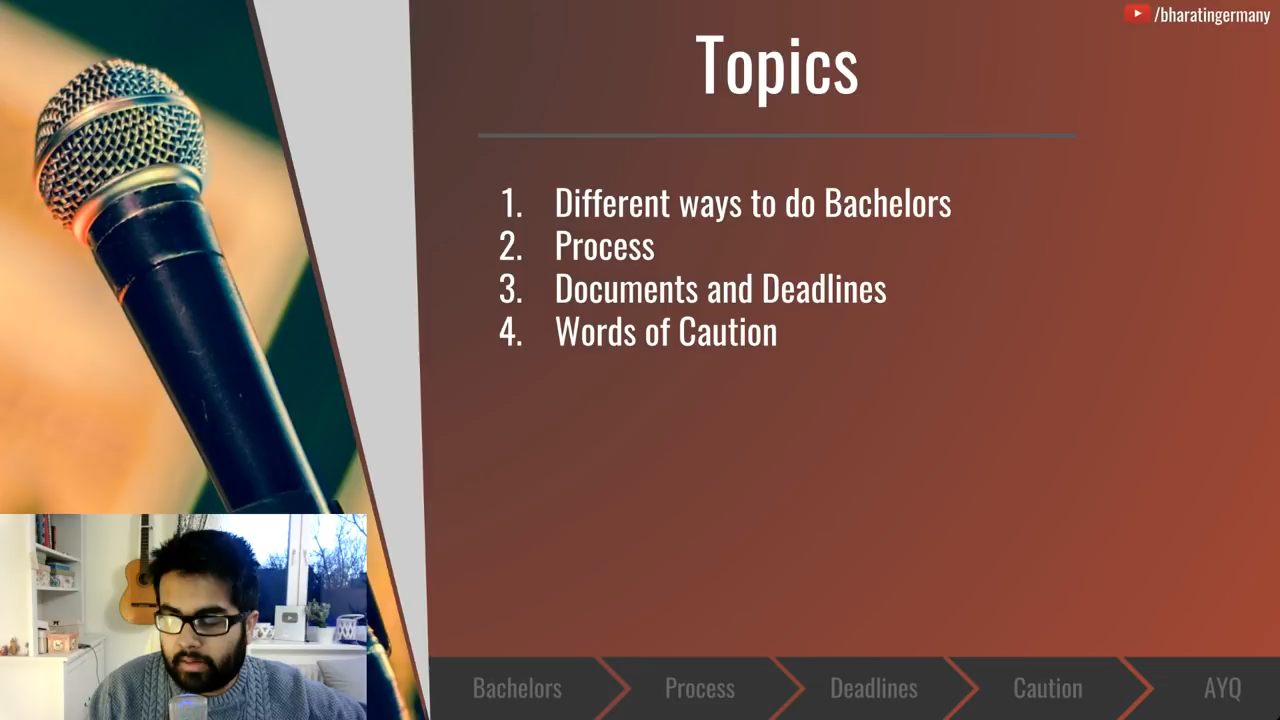 /bharatingermany
Topics
1. Different ways to do Bachelors
2. Process
3. Documents and Deadlines
4. Words of Caution
Bachelors
Process
Deadlines
Caution
AYQ